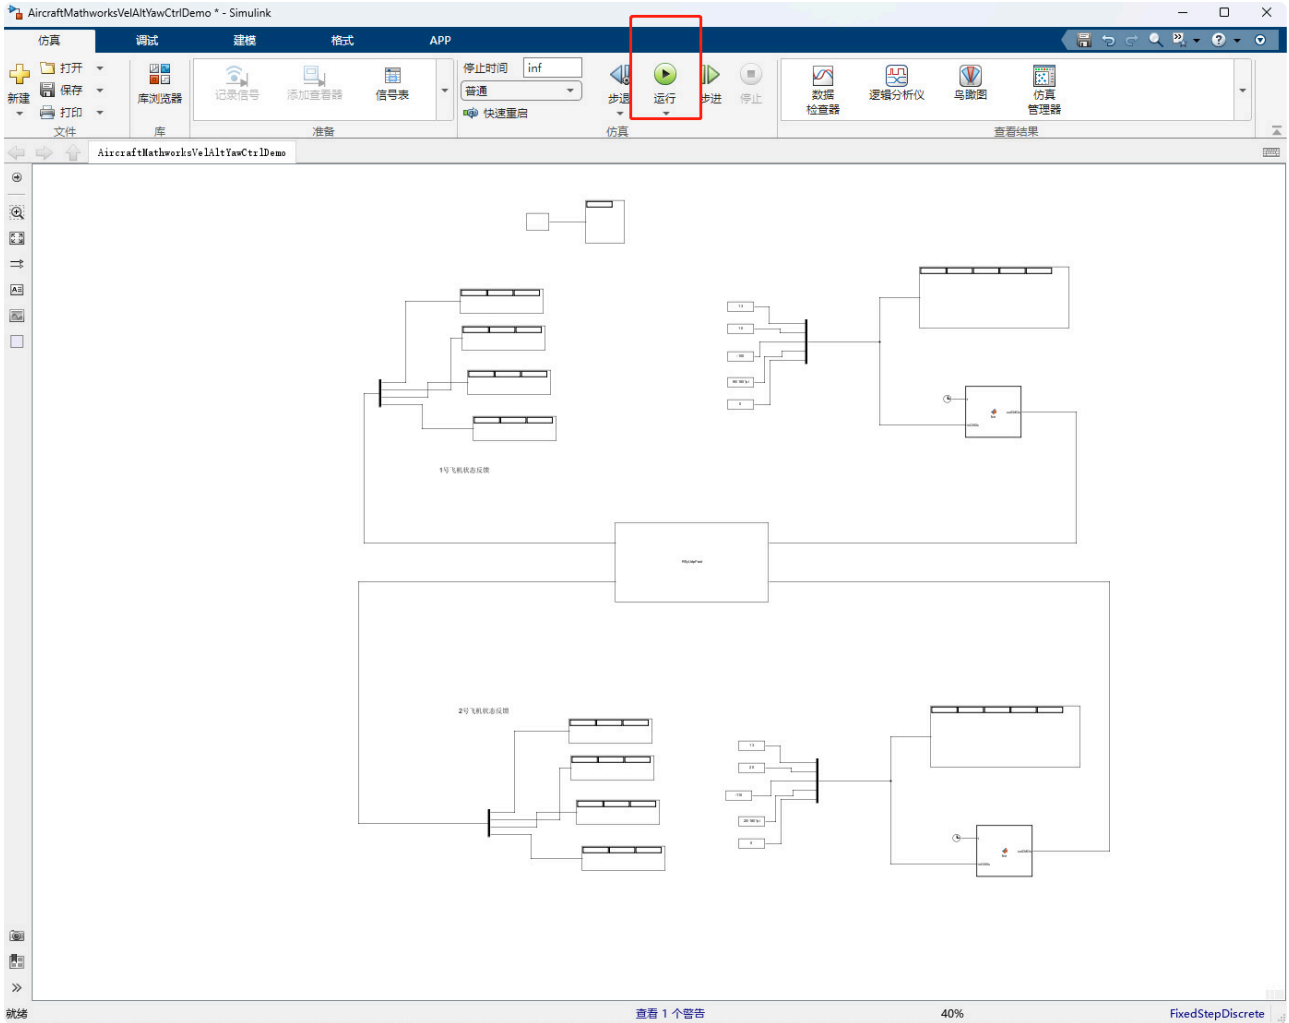 AircraftMathworksVelAltYawCtrlDemo * - Simulink
仿真 调试 建模 格式 APP
新建
打开
保存
打印
文件
库浏览器
库
记录信号
添加查看器
信号表
准备
停止时间 inf
普通
快速重启
步退
运行
步进
停止
仿真
数据
检查器
逻辑分析仪
鸟瞰图
仿真
管理器
查看结果
AircraftMathworksVelAltYawCtrlDemo
1号飞机状态反馈
2号飞机状态反馈
就绪
查看 1 个警告
40%
FixedStepDiscrete